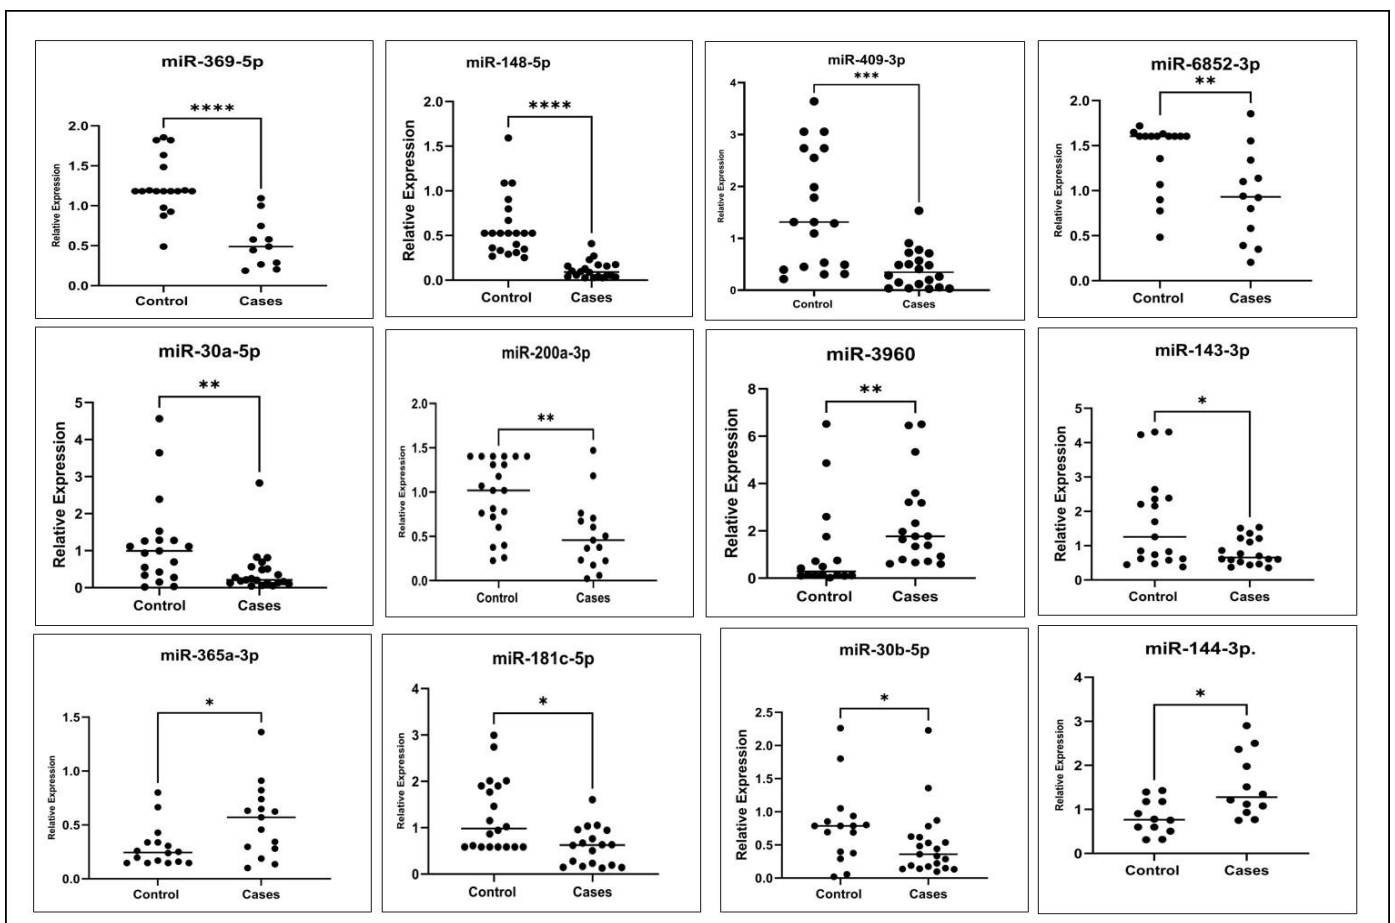 miR-369-5p
****
Relative Expression
2.0
1.5
1.0
0.5
0.0
Control Cases
miR-148-5p
****
Relative Expression
2.0
1.5
1.0
0.5
0.0
Control Cases
miR-409-3p
***
Relative Expression
4
3
2
1
0
Control Cases
miR-6852-3p
**
Relative Expression
2.0
1.5
1.0
0.5
0.0
Control Cases
miR-30a-5p
**
Relative Expression
5
4
3
2
1
0
Control Cases
miR-200a-3p
**
Relative Expression
2.0
1.5
1.0
0.5
0.0
Control Cases
miR-3960
**
Relative Expression
8
6
4
2
0
Control Cases
miR-143-3p
*
Relative Expression
5
4
3
2
1
0
Control Cases
miR-365a-3p
*
Relative Expression
1.5
1.0
0.5
0.0
Control Cases
miR-181c-5p
*
Relative Expression
4
3
2
1
0
Control Cases
miR-30b-5p
*
Relative Expression
2.5
2.0
1.5
1.0
0.5
0.0
Control Cases
miR-144-3p.
*
Relative Expression
4
3
2
1
0
Control Cases